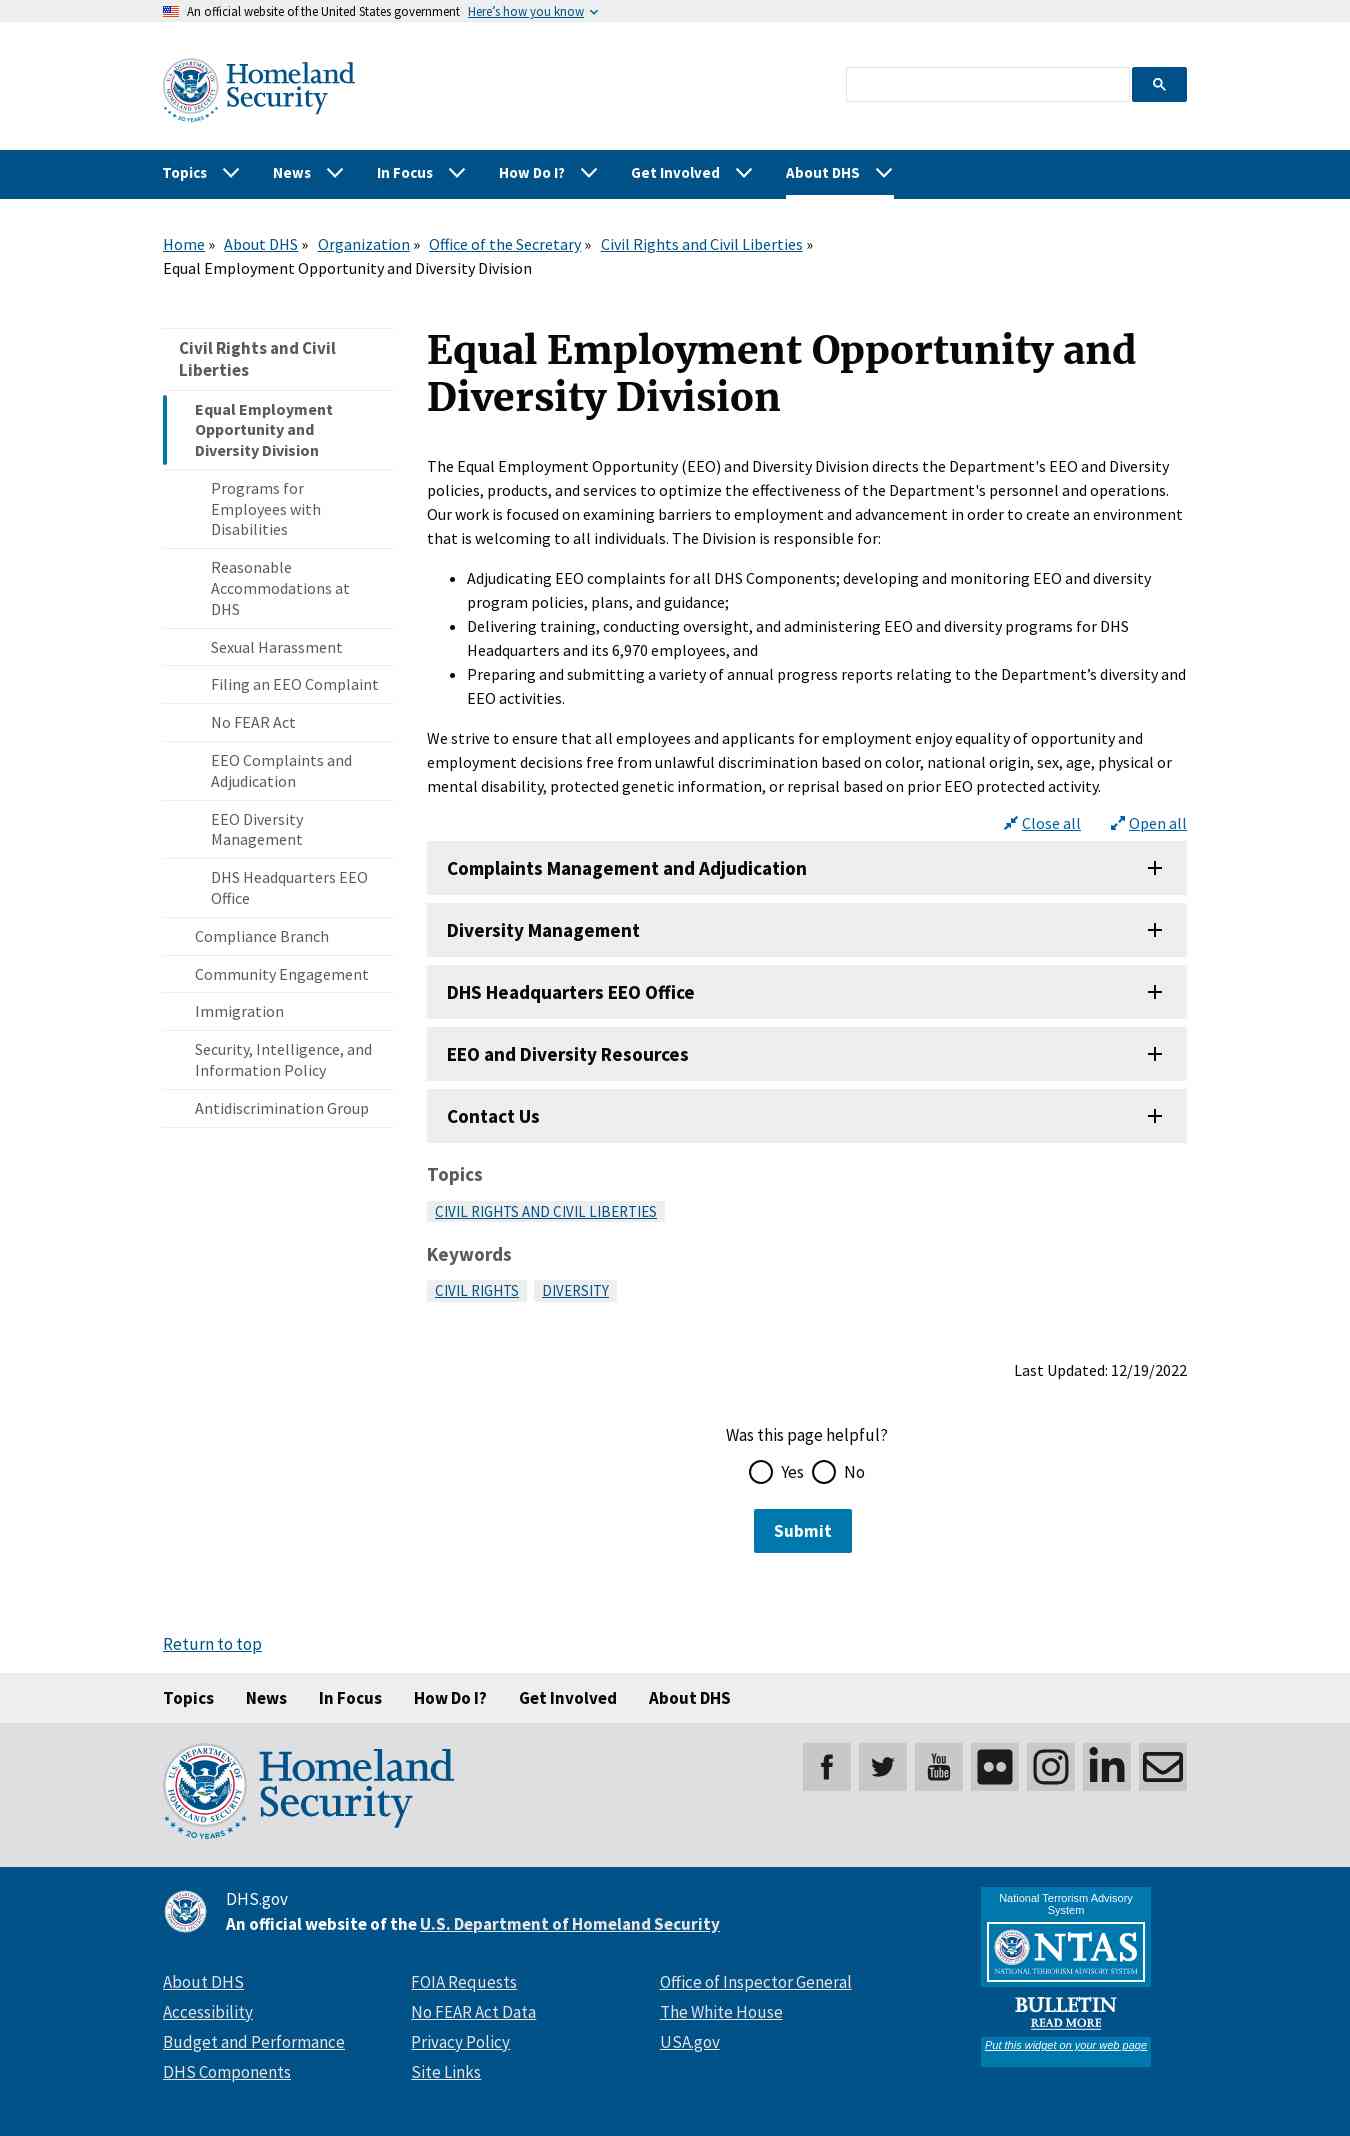 An official website of the United States government Here’s how you know
U.S. DEPARTMENT OF HOMELAND SECURITY
20 YEARS
Homeland
Security
Topics News In Focus How Do I? Get Involved About DHS
Home » About DHS » Organization » Office of the Secretary » Civil Rights and Civil Liberties »
Equal Employment Opportunity and Diversity Division
Civil Rights and Civil
Liberties
Equal Employment
Opportunity and
Diversity Division
Programs for
Employees with
Disabilities
Reasonable
Accommodations at
DHS
Sexual Harassment
Filing an EEO Complaint
No FEAR Act
EEO Complaints and
Adjudication
EEO Diversity
Management
DHS Headquarters EEO
Office
Compliance Branch
Community Engagement
Immigration
Security, Intelligence, and
Information Policy
Antidiscrimination Group
Equal Employment Opportunity and
Diversity Division
The Equal Employment Opportunity (EEO) and Diversity Division directs the Department's EEO and Diversity
policies, products, and services to optimize the effectiveness of the Department's personnel and operations.
Our work is focused on examining barriers to employment and advancement in order to create an environment
that is welcoming to all individuals. The Division is responsible for:
• Adjudicating EEO complaints for all DHS Components; developing and monitoring EEO and diversity
program policies, plans, and guidance;
• Delivering training, conducting oversight, and administering EEO and diversity programs for DHS
Headquarters and its 6,970 employees, and
• Preparing and submitting a variety of annual progress reports relating to the Department’s diversity and
EEO activities.
We strive to ensure that all employees and applicants for employment enjoy equality of opportunity and
employment decisions free from unlawful discrimination based on color, national origin, sex, age, physical or
mental disability, protected genetic information, or reprisal based on prior EEO protected activity.
Close all Open all
Complaints Management and Adjudication
Diversity Management
DHS Headquarters EEO Office
EEO and Diversity Resources
Contact Us
Topics
CIVIL RIGHTS AND CIVIL LIBERTIES
Keywords
CIVIL RIGHTS DIVERSITY
Last Updated: 12/19/2022
Was this page helpful?
Yes No
Submit
Return to top
Topics News In Focus How Do I? Get Involved About DHS
U.S. DEPARTMENT OF HOMELAND SECURITY
20 YEARS
Homeland
Security
You
Tube
in
DHS.gov
An official website of the U.S. Department of Homeland Security
About DHS
Accessibility
Budget and Performance
DHS Components
FOIA Requests
No FEAR Act Data
Privacy Policy
Site Links
Office of Inspector General
The White House
USA.gov
National Terrorism Advisory
System
NTAS
NATIONAL TERRORISM ADVISORY SYSTEM
BULLETIN
READ MORE
Put this widget on your web page